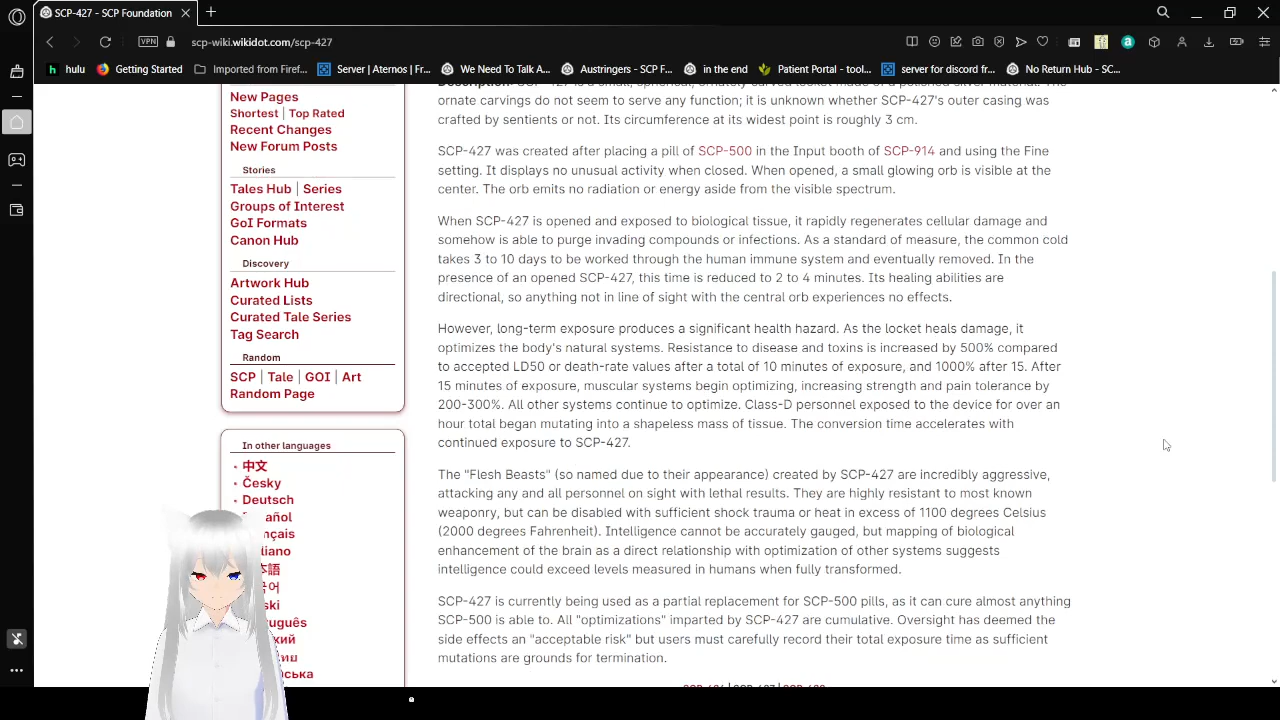 SCP-427 - SCP Foundation
scp-wiki.wikidot.com/scp-427
VPN
hulu
Getting Started
Imported from Firef...
Server | Aternos | Fr...
We Need To Talk A...
Austringers - SCP F...
in the end
Patient Portal - tool...
server for discord fr...
No Return Hub - SC...
New Pages
Shortest | Top Rated
Recent Changes
New Forum Posts
Stories
Tales Hub | Series
Groups of Interest
GoI Formats
Canon Hub
Discovery
Artwork Hub
Curated Lists
Curated Tale Series
Tag Search
Random
SCP | Tale | GOI | Art
Random Page
In other languages
中文
Česky
Deutsch
ornate carvings do not seem to serve any function; it is unknown whether SCP-427's outer casing was
crafted by sentients or not. Its circumference at its widest point is roughly 3 cm.
SCP-427 was created after placing a pill of SCP-500 in the Input booth of SCP-914 and using the Fine
setting. It displays no unusual activity when closed. When opened, a small glowing orb is visible at the
center. The orb emits no radiation or energy aside from the visible spectrum.
When SCP-427 is opened and exposed to biological tissue, it rapidly regenerates cellular damage and
somehow is able to purge invading compounds or infections. As a standard of measure, the common cold
takes 3 to 10 days to be worked through the human immune system and eventually removed. In the
presence of an opened SCP-427, this time is reduced to 2 to 4 minutes. Its healing abilities are
directional, so anything not in line of sight with the central orb experiences no effects.
However, long-term exposure produces a significant health hazard. As the locket heals damage, it
optimizes the body's natural systems. Resistance to disease and toxins is increased by 500% compared
to accepted LD50 or death-rate values after a total of 10 minutes of exposure, and 1000% after 15. After
15 minutes of exposure, muscular systems begin optimizing, increasing strength and pain tolerance by
200-300%. All other systems continue to optimize. Class-D personnel exposed to the device for over an
hour total began mutating into a shapeless mass of tissue. The conversion time accelerates with
continued exposure to SCP-427.
The "Flesh Beasts" (so named due to their appearance) created by SCP-427 are incredibly aggressive,
attacking any and all personnel on sight with lethal results. They are highly resistant to most known
weaponry, but can be disabled with sufficient shock trauma or heat in excess of 1100 degrees Celsius
(2000 degrees Fahrenheit). Intelligence cannot be accurately gauged, but mapping of biological
enhancement of the brain as a direct relationship with optimization of other systems suggests
intelligence could exceed levels measured in humans when fully transformed.
SCP-427 is currently being used as a partial replacement for SCP-500 pills, as it can cure almost anything
SCP-500 is able to. All "optimizations" imparted by SCP-427 are cumulative. Oversight has deemed the
side effects an "acceptable risk" but users must carefully record their total exposure time as sufficient
mutations are grounds for termination.